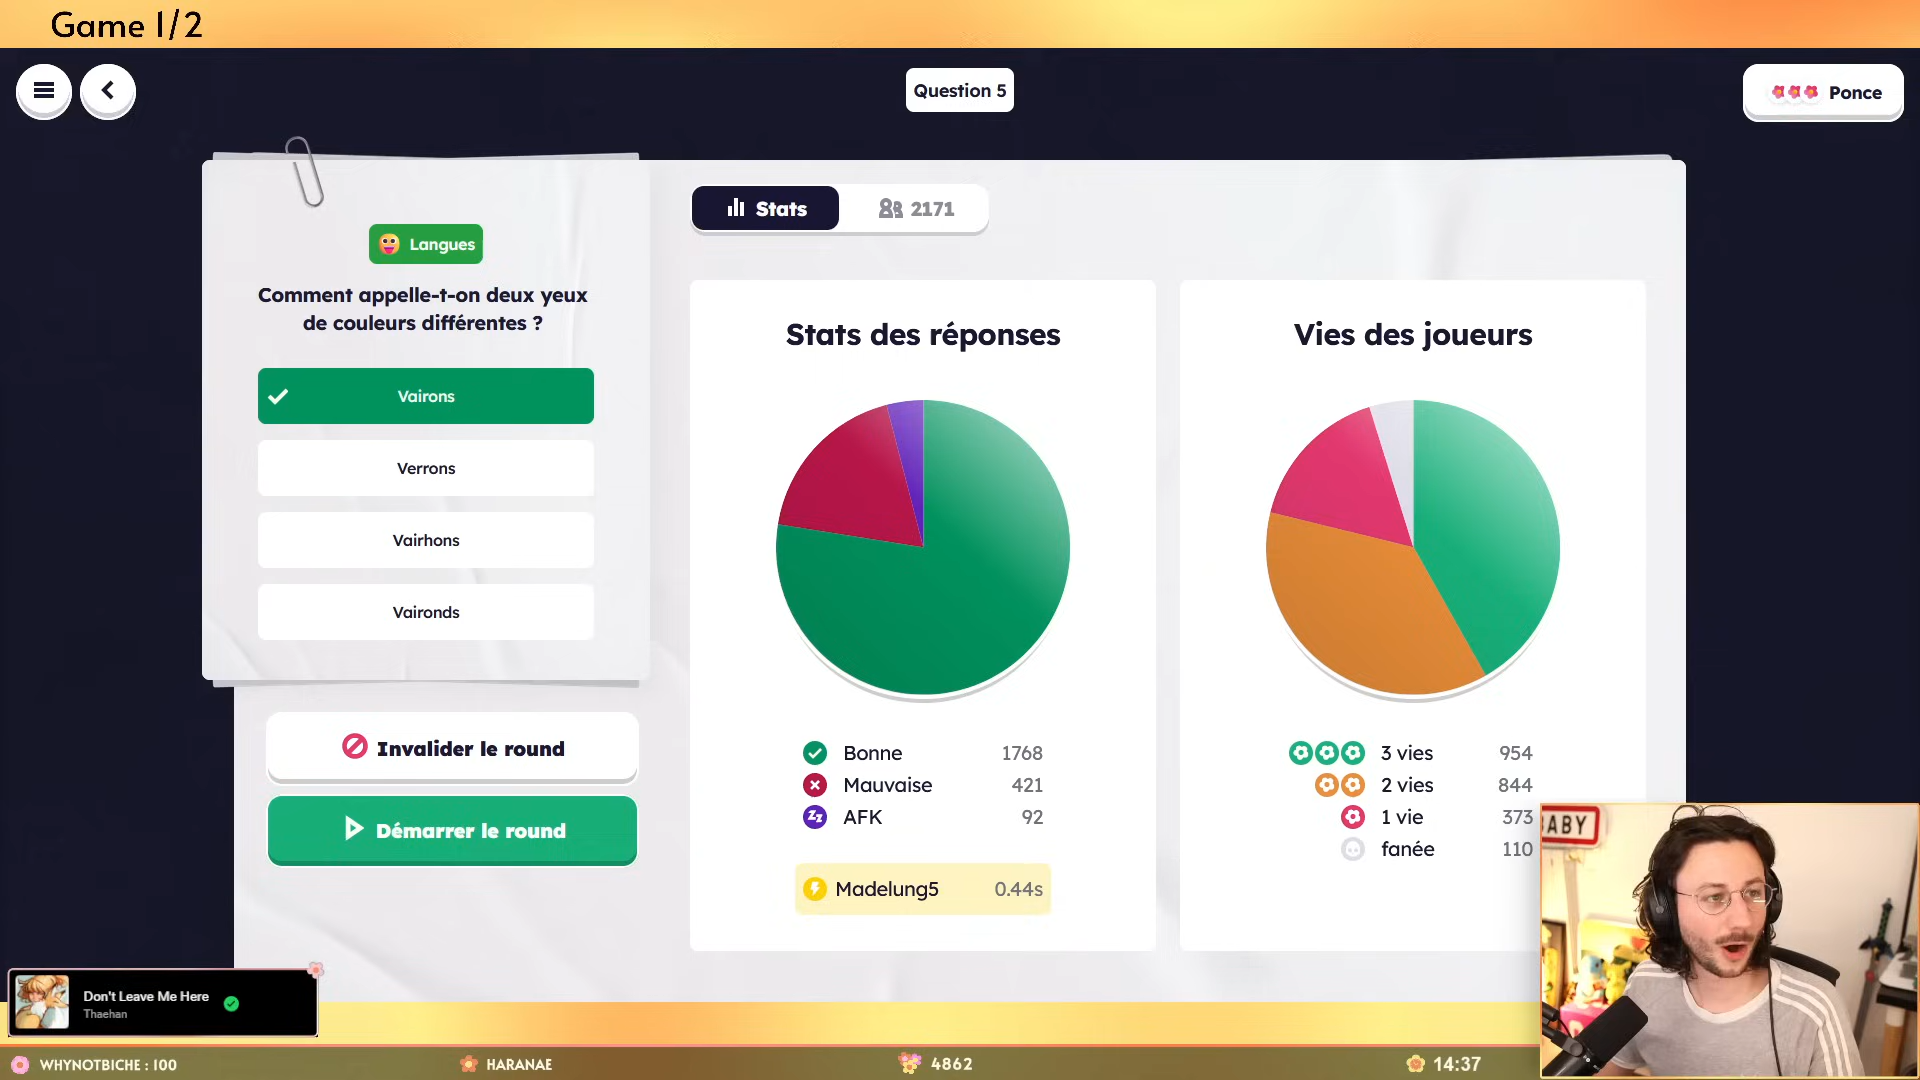 Game 1/2
Question 5
Ponce
Langues
Comment appelle-t-on deux yeux
de couleurs différentes ?
Vairons
Verrons
Vairhons
Vaironds
Invalider le round
Démarrer le round
Stats
2171
Stats des réponses
Bonne 1768
Mauvaise 421
AFK 92
Madelung5 0.44s
Vies des joueurs
3 vies 954
2 vies 844
1 vie 373
fanée 110
BABY
Don't Leave Me Here
Thaehan
WHYNOTBICHE : 100
HARANAE
4862
14:37